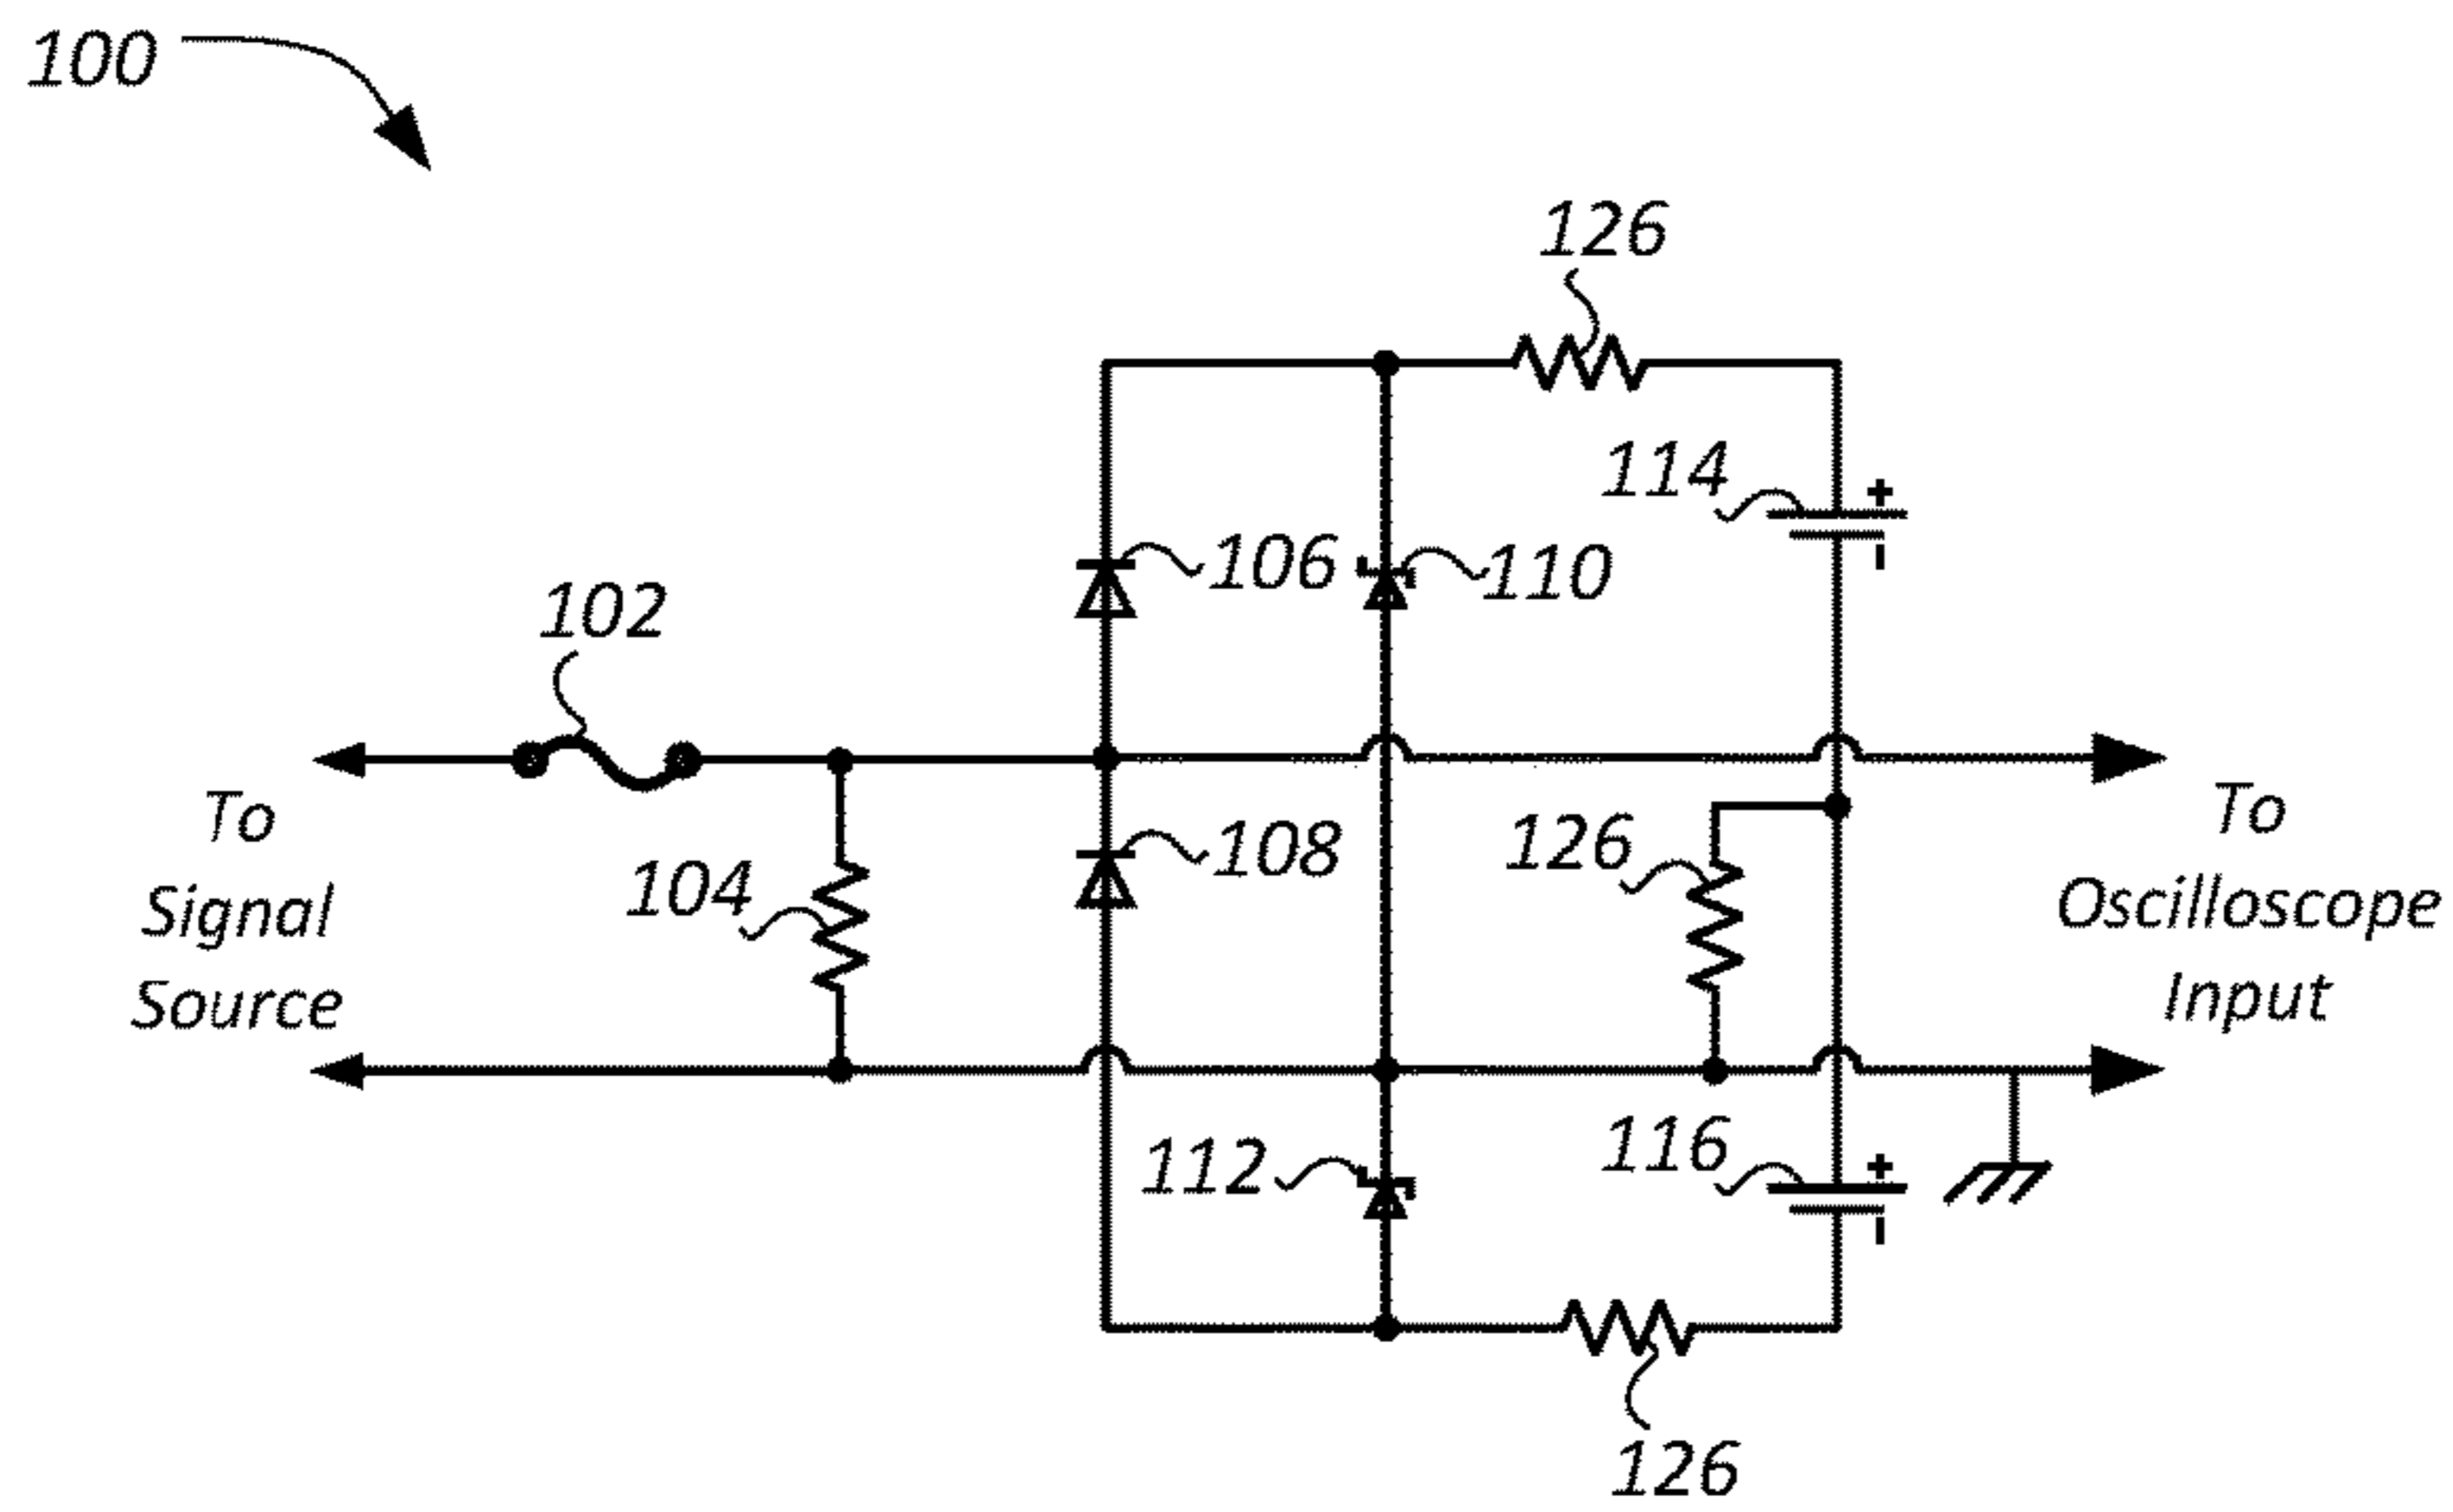 100
126
114
+
-
106
110
102
To
Signal
Source
104
108
126
To
Oscilloscope
Input
112
116
+
-
126